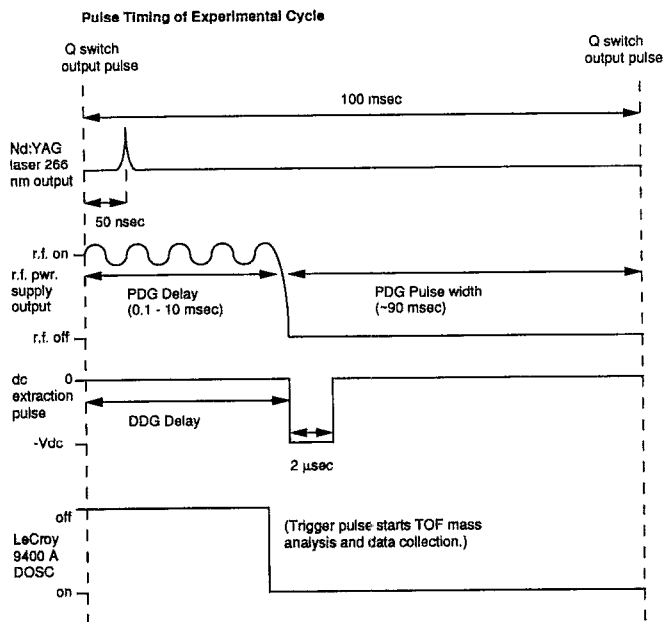 Pulse Timing of Experimental Cycle
Q switch
output pulse
Q switch
output pulse
100 msec
Nd:YAG
laser 266
nm output
50 nsec
r.f. on
r.f. pwr.
supply
output
r.f. off
PDG Delay
(0.1 - 10 msec)
PDG Pulse width
(~90 msec)
dc
extraction
pulse
0
-Vdc
DDG Delay
2 μsec
off
LeCroy
9400 A
DOSC
on
(Trigger pulse starts TOF mass
analysis and data collection.)